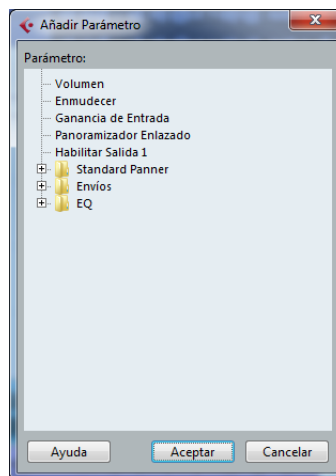 Añadir Parámetro
Parámetro:
Volumen
Enmudecer
Ganancia de Entrada
Panoramizador Enlazado
Habilitar Salida 1
Standard Panner
Envíos
EQ
Ayuda
Aceptar
Cancelar